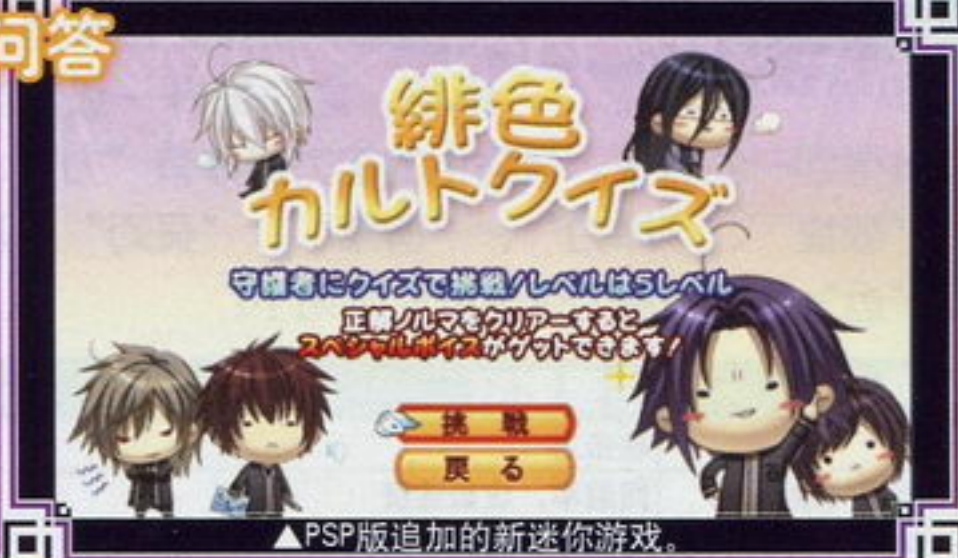 问答
緋色
カルトクイズ
守護者にクイズで挑戦！レベルは5レベル
正解ノルマをクリアーすると
スペシャルボイスがゲットできます！
挑戦
戻る
▲PSP版追加的新迷你游戏。